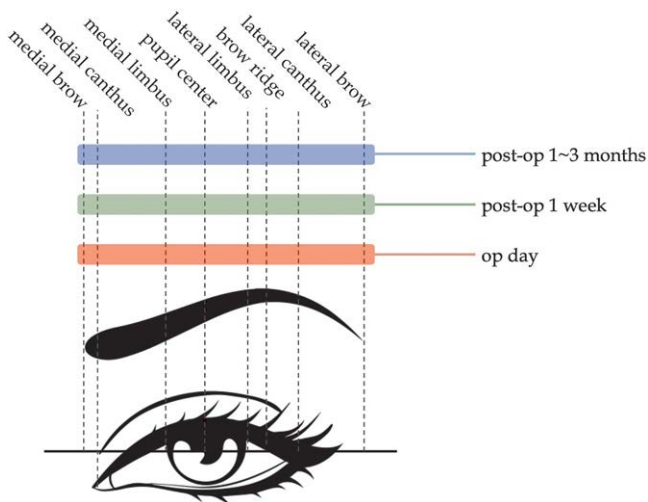 medial brow
medial canthus
medial limbus
pupil center
lateral limbus
brow ridge
lateral canthus
lateral brow
post-op 1~3 months
post-op 1 week
op day